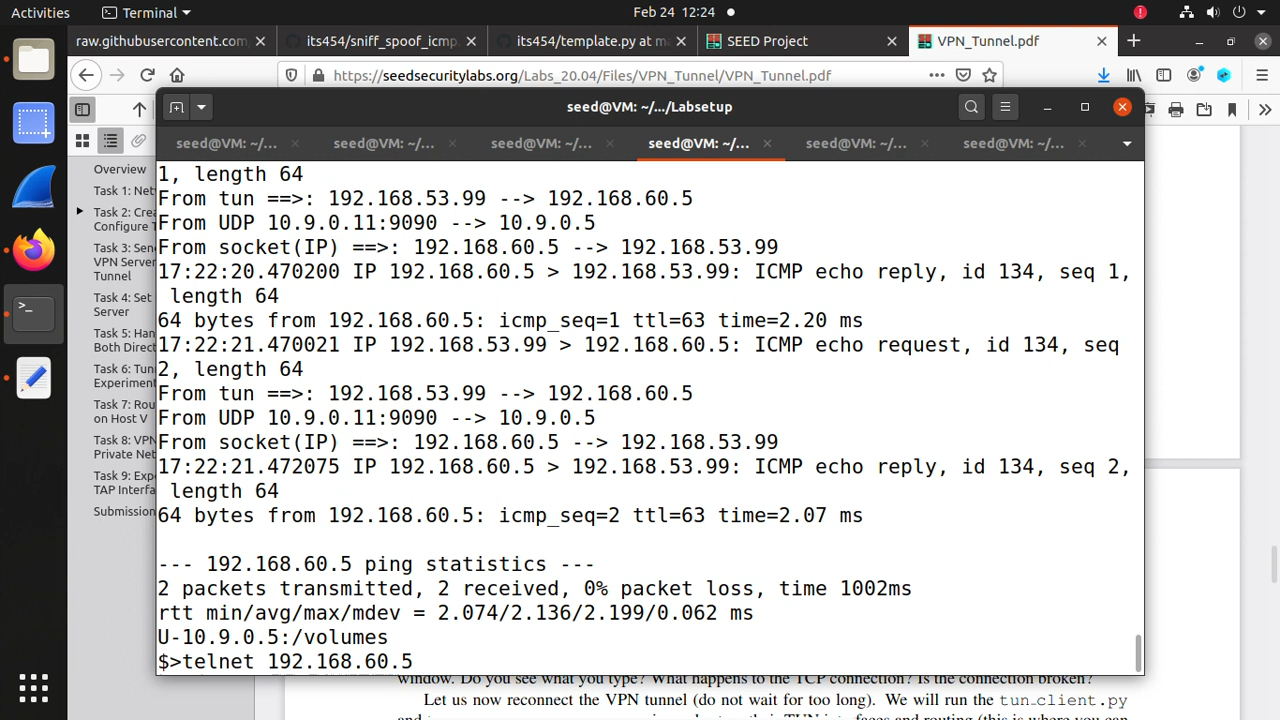 Activities
Terminal
Feb 24 12:24
raw.githubusercontent.com
its454/sniff_spoof_icmp
its454/template.py at ma
SEED Project
VPN_Tunnel.pdf
https://seedsecuritylabs.org/Labs_20.04/Files/VPN_Tunnel/VPN_Tunnel.pdf
seed@VM: ~/.../Labsetup
seed@VM: ~/...
seed@VM: ~/...
seed@VM: ~/...
seed@VM: ~/...
seed@VM: ~/...
seed@VM: ~/...
Overview
Task 1: Net
Task 2: Crea
Configure T
Task 3: Send
VPN Server
Tunnel
Task 4: Set
Server
Task 5: Han
Both Direct
Task 6: Tun
Experiment
Task 7: Rou
on Host V
Task 8: VPN
Private Net
Task 9: Exp
TAP Interfa
Submission
1, length 64
From tun ==>: 192.168.53.99 --> 192.168.60.5
From UDP 10.9.0.11:9090 --> 10.9.0.5
From socket(IP) ==>: 192.168.60.5 --> 192.168.53.99
17:22:20.470200 IP 192.168.60.5 > 192.168.53.99: ICMP echo reply, id 134, seq 1,
length 64
64 bytes from 192.168.60.5: icmp_seq=1 ttl=63 time=2.20 ms
17:22:21.470021 IP 192.168.53.99 > 192.168.60.5: ICMP echo request, id 134, seq
2, length 64
From tun ==>: 192.168.53.99 --> 192.168.60.5
From UDP 10.9.0.11:9090 --> 10.9.0.5
From socket(IP) ==>: 192.168.60.5 --> 192.168.53.99
17:22:21.472075 IP 192.168.60.5 > 192.168.53.99: ICMP echo reply, id 134, seq 2,
length 64
64 bytes from 192.168.60.5: icmp_seq=2 ttl=63 time=2.07 ms
--- 192.168.60.5 ping statistics ---
2 packets transmitted, 2 received, 0% packet loss, time 1002ms
rtt min/avg/max/mdev = 2.074/2.136/2.199/0.062 ms
U-10.9.0.5:/volumes
$>telnet 192.168.60.5
window. Do you see what you type? What happens to the TCP connection? Is the connection broken?
Let us now reconnect the VPN tunnel (do not wait for too long). We will run the tun_client.py